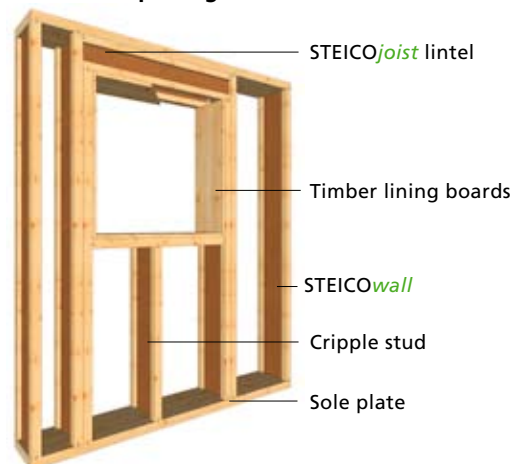 STEICOjoist lintel
Timber lining boards
STEICOwall
Cripple stud
Sole plate